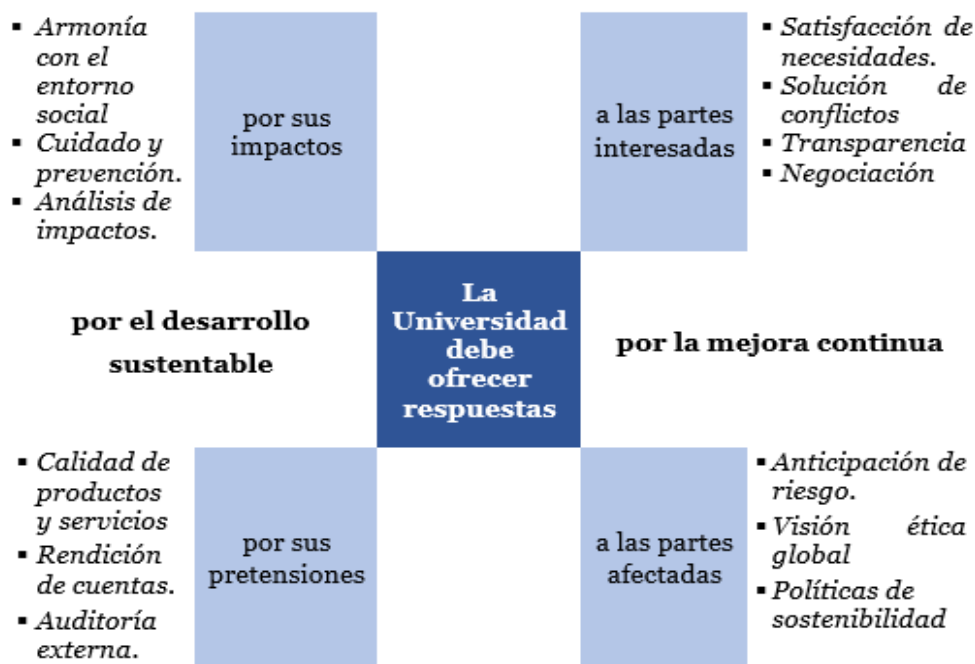 ▪ Armonía
con el
entorno
social
▪ Cuidado y
prevención.
▪ Análisis de
impactos.
por sus
impactos
a las partes
interesadas
▪ Satisfacción de
necesidades.
▪ Solución de
conflictos
▪ Transparencia
▪ Negociación
por el desarrollo
sustentable
La
Universidad
debe
ofrecer
respuestas
por la mejora continua
▪ Calidad de
productos
y servicios
▪ Rendición
de cuentas.
▪ Auditoría
externa.
por sus
pretensiones
a las partes
afectadas
▪ Anticipación de
riesgo.
▪ Visión ética
global
▪ Políticas de
sostenibilidad